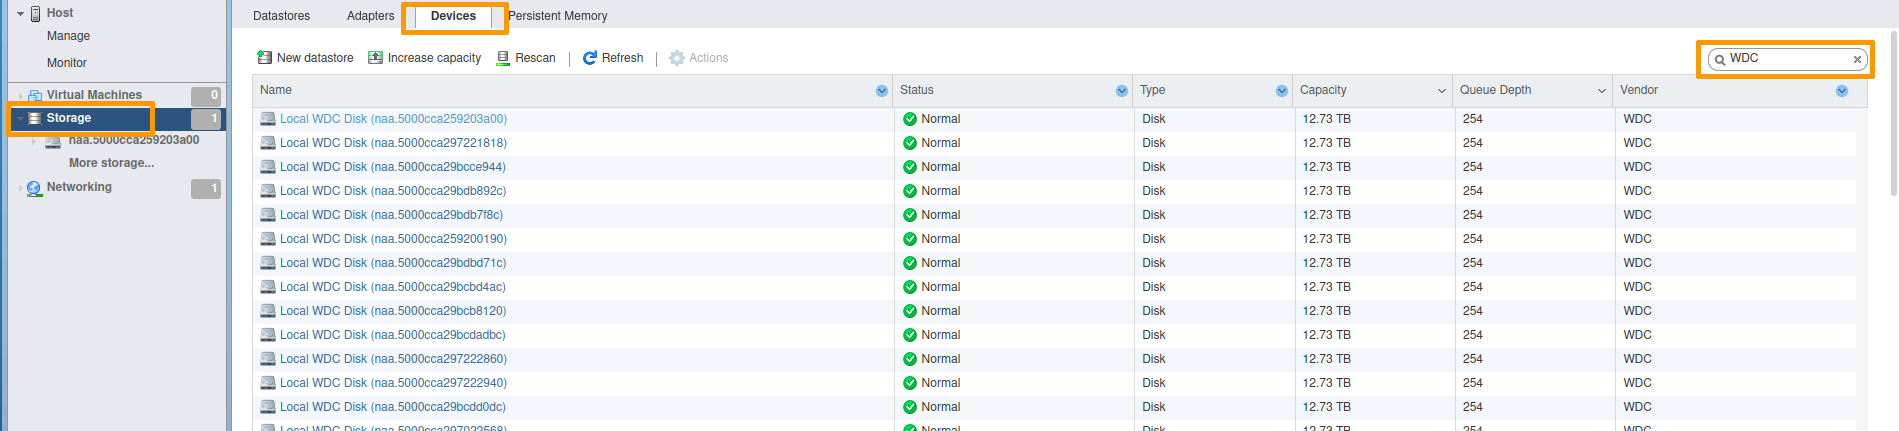 Host
Manage
Monitor
Virtual Machines 0
Storage 1
naa.5000cca259203a00
More storage...
Networking 1
Datastores Adapters Devices Persistent Memory
New datastore Increase capacity Rescan Refresh Actions
WDC
Name Status Type Capacity Queue Depth Vendor
Local WDC Disk (naa.5000cca259203a00) Normal Disk 12.73 TB 254 WDC
Local WDC Disk (naa.5000cca297221818) Normal Disk 12.73 TB 254 WDC
Local WDC Disk (naa.5000cca29bcce944) Normal Disk 12.73 TB 254 WDC
Local WDC Disk (naa.5000cca29bdb892c) Normal Disk 12.73 TB 254 WDC
Local WDC Disk (naa.5000cca29bdb7f8c) Normal Disk 12.73 TB 254 WDC
Local WDC Disk (naa.5000cca259200190) Normal Disk 12.73 TB 254 WDC
Local WDC Disk (naa.5000cca29bdbd71c) Normal Disk 12.73 TB 254 WDC
Local WDC Disk (naa.5000cca29bcbd4ac) Normal Disk 12.73 TB 254 WDC
Local WDC Disk (naa.5000cca29bcb8120) Normal Disk 12.73 TB 254 WDC
Local WDC Disk (naa.5000cca29bcdadbc) Normal Disk 12.73 TB 254 WDC
Local WDC Disk (naa.5000cca297222860) Normal Disk 12.73 TB 254 WDC
Local WDC Disk (naa.5000cca297222940) Normal Disk 12.73 TB 254 WDC
Local WDC Disk (naa.5000cca29bcdd0dc) Normal Disk 12.73 TB 254 WDC
Local WDC Disk (naa.5000cca297022568) Normal Disk 12.73 TB 254 WDC